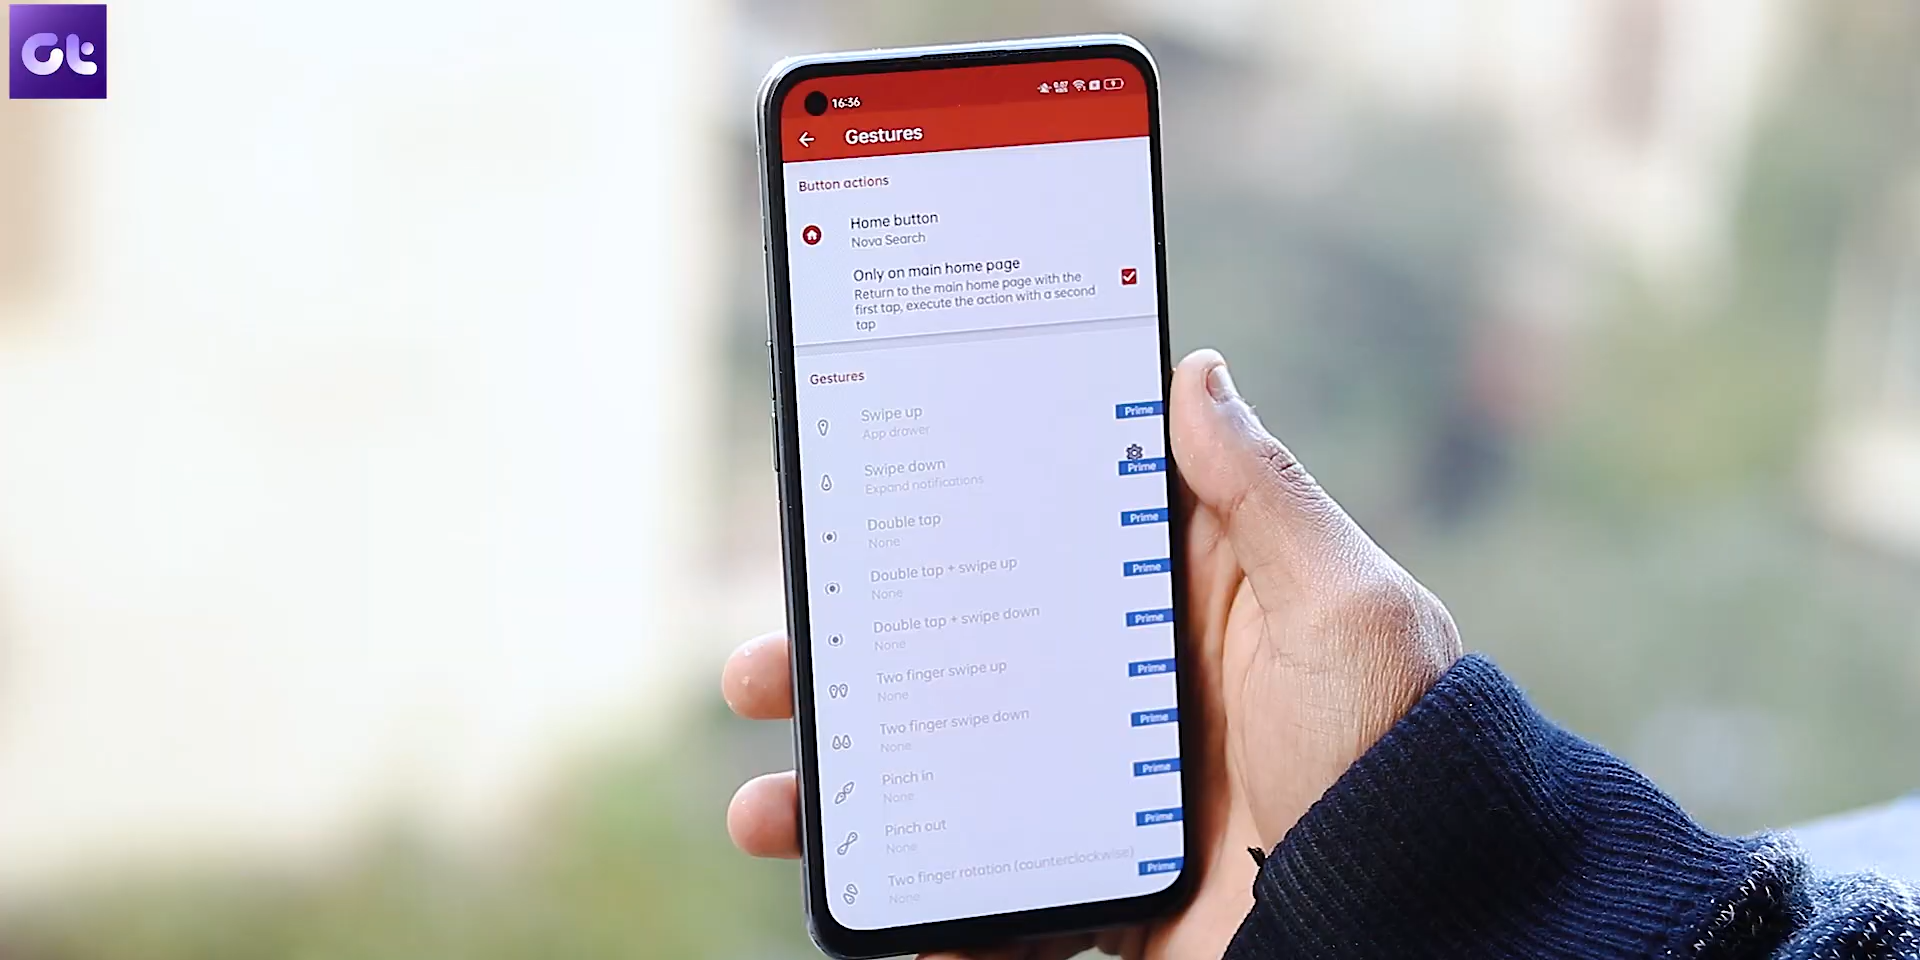 Gt
16:36
0.07
KB/S
Gestures
Button actions
Home button
Nova Search
Only on main home page
Return to the main home page with the
first tap, execute the action with a second
tap
Gestures
Swipe up
Prime
App drawer
Swipe down
Prime
Expand notifications
Double tap
Prime
None
Double tap + swipe up
Prime
None
Double tap + swipe down
Prime
None
Two finger swipe up
Prime
None
Two finger swipe down
Prime
None
Pinch in
Prime
None
Pinch out
Prime
None
Two finger rotation (counterclockwise)
Prime
None